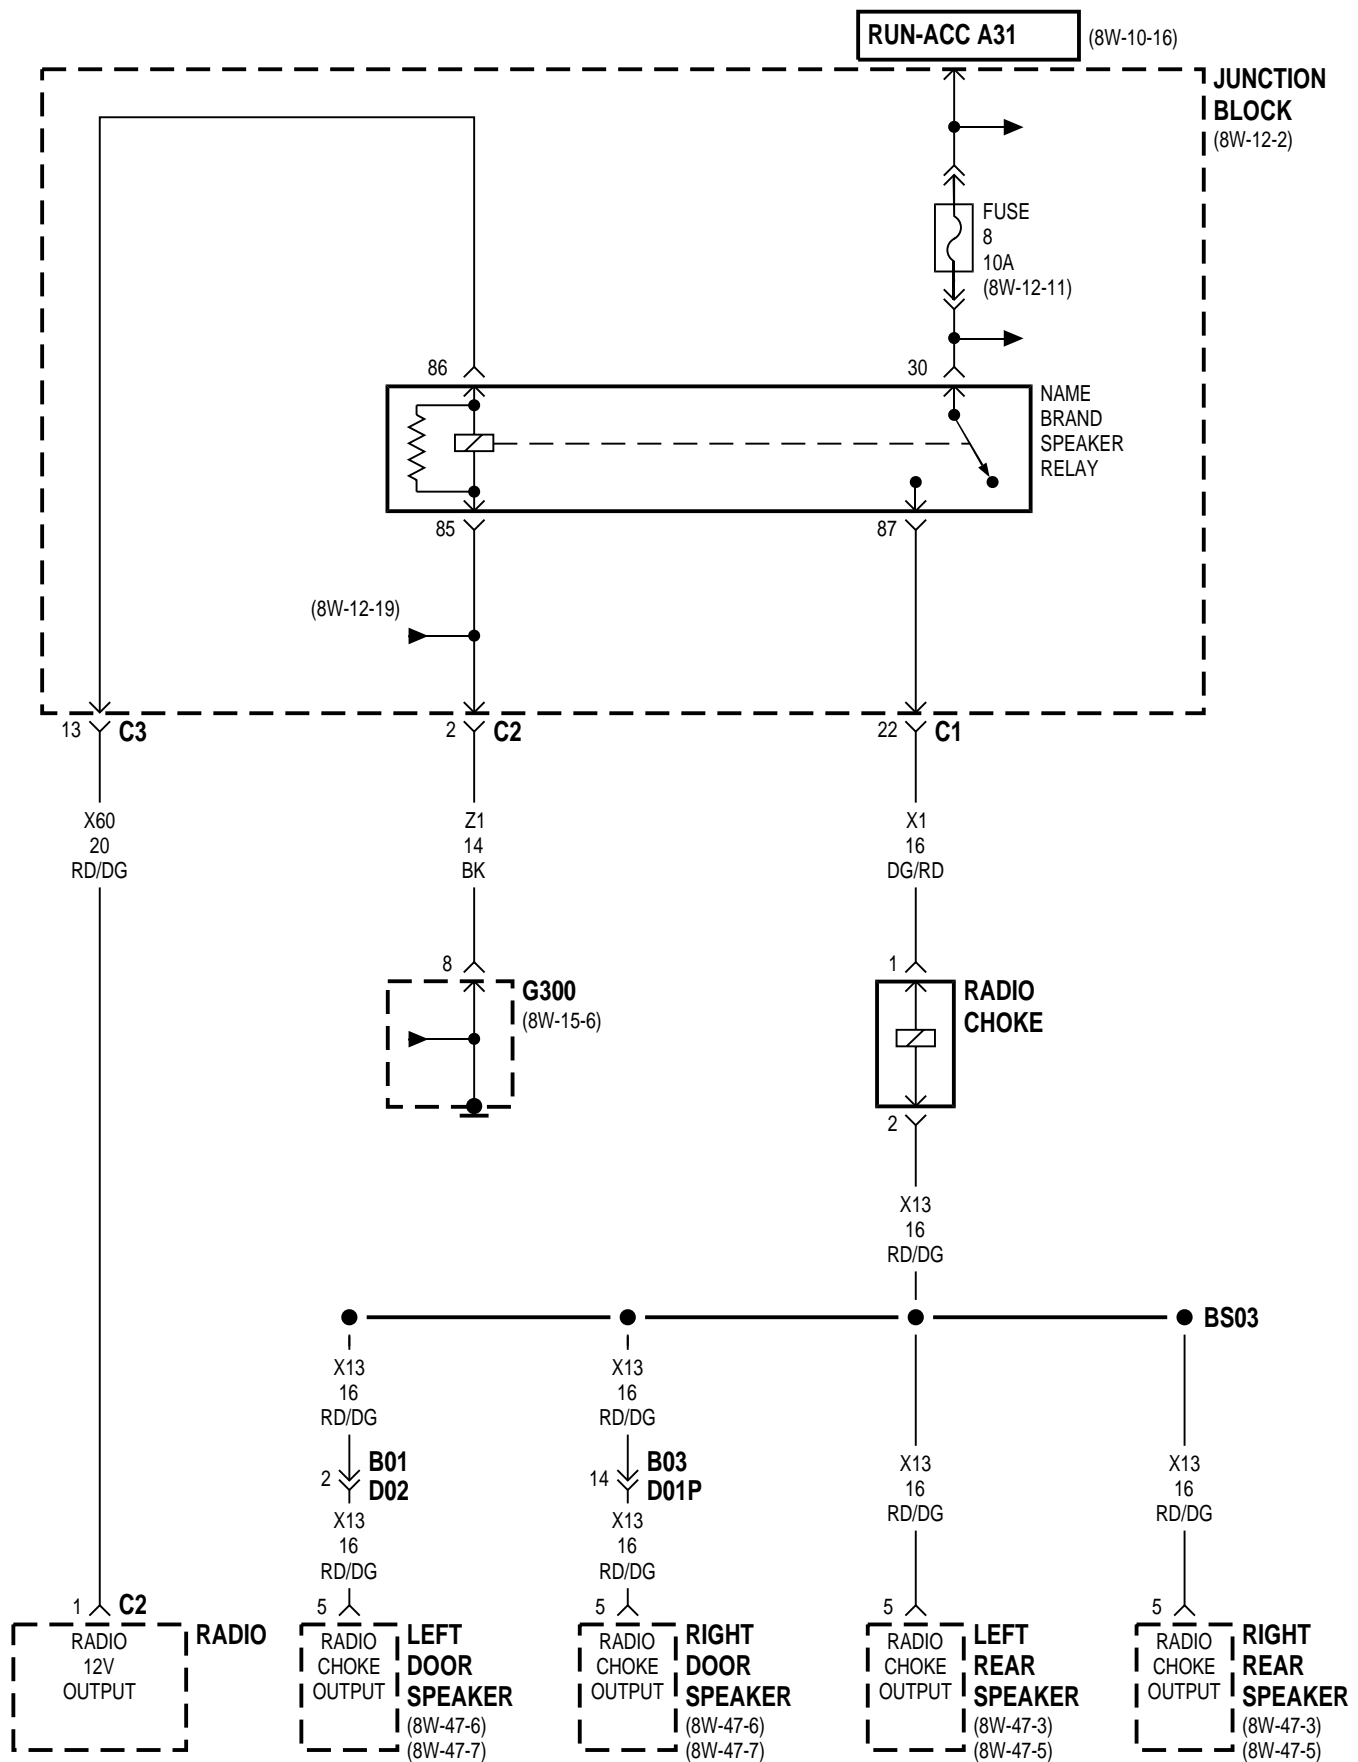 RUN-ACC A31 (8W-10-16)
JUNCTION
BLOCK
(8W-12-2)
FUSE
8
10A
(8W-12-11)
86
30
NAME
BRAND
SPEAKER
RELAY
85
87
(8W-12-19)
13 C3
2 C2
22 C1
X60
20
RD/DG
Z1
14
BK
X1
16
DG/RD
8
G300
(8W-15-6)
1
RADIO
CHOKE
2
X13
16
RD/DG
BS03
X13
16
RD/DG
X13
16
RD/DG
2 B01
D02
14 B03
D01P
X13
16
RD/DG
X13
16
RD/DG
X13
16
RD/DG
X13
16
RD/DG
1 C2
5
5
5
5
RADIO
12V
OUTPUT
RADIO
RADIO
CHOKE
OUTPUT
LEFT
DOOR
SPEAKER
(8W-47-6)
(8W-47-7)
RADIO
CHOKE
OUTPUT
RIGHT
DOOR
SPEAKER
(8W-47-6)
(8W-47-7)
RADIO
CHOKE
OUTPUT
LEFT
REAR
SPEAKER
(8W-47-3)
(8W-47-5)
RADIO
CHOKE
OUTPUT
RIGHT
REAR
SPEAKER
(8W-47-3)
(8W-47-5)